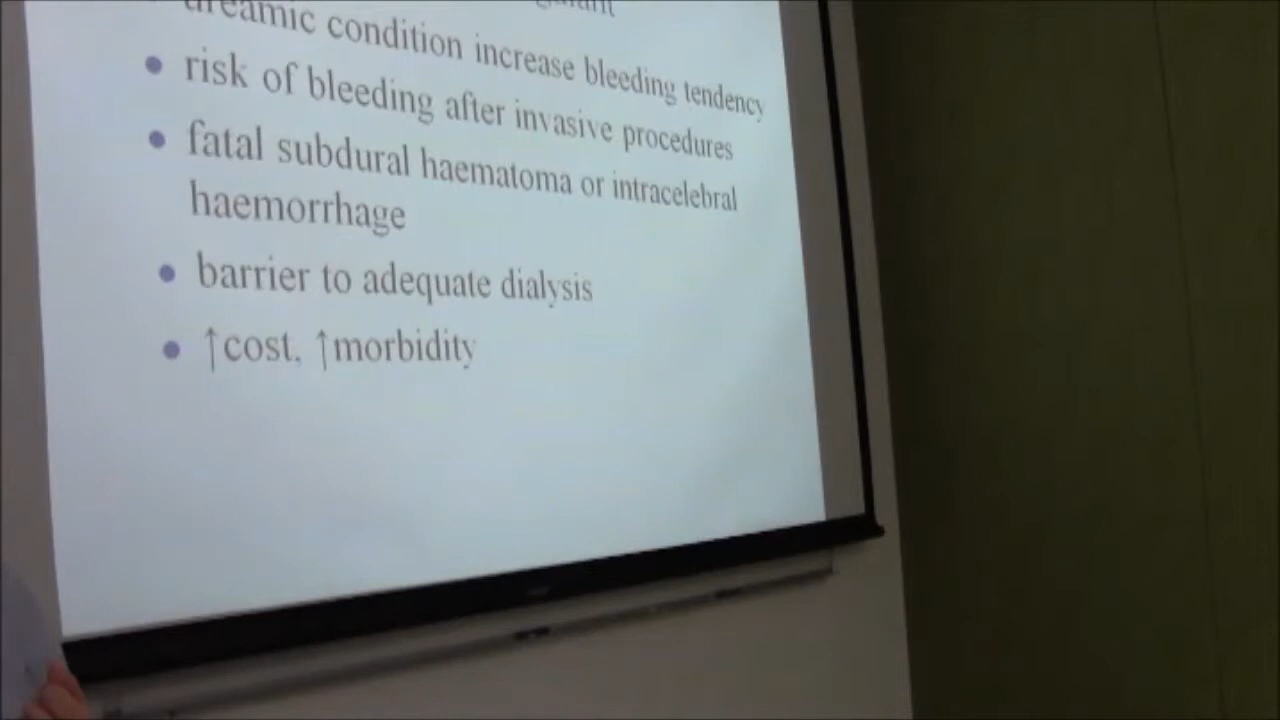 ureamic condition increase bleeding tendency
• risk of bleeding after invasive procedures
• fatal subdural haematoma or intracelebral
haemorrhage
• barrier to adequate dialysis
• ↑cost, ↑morbidity